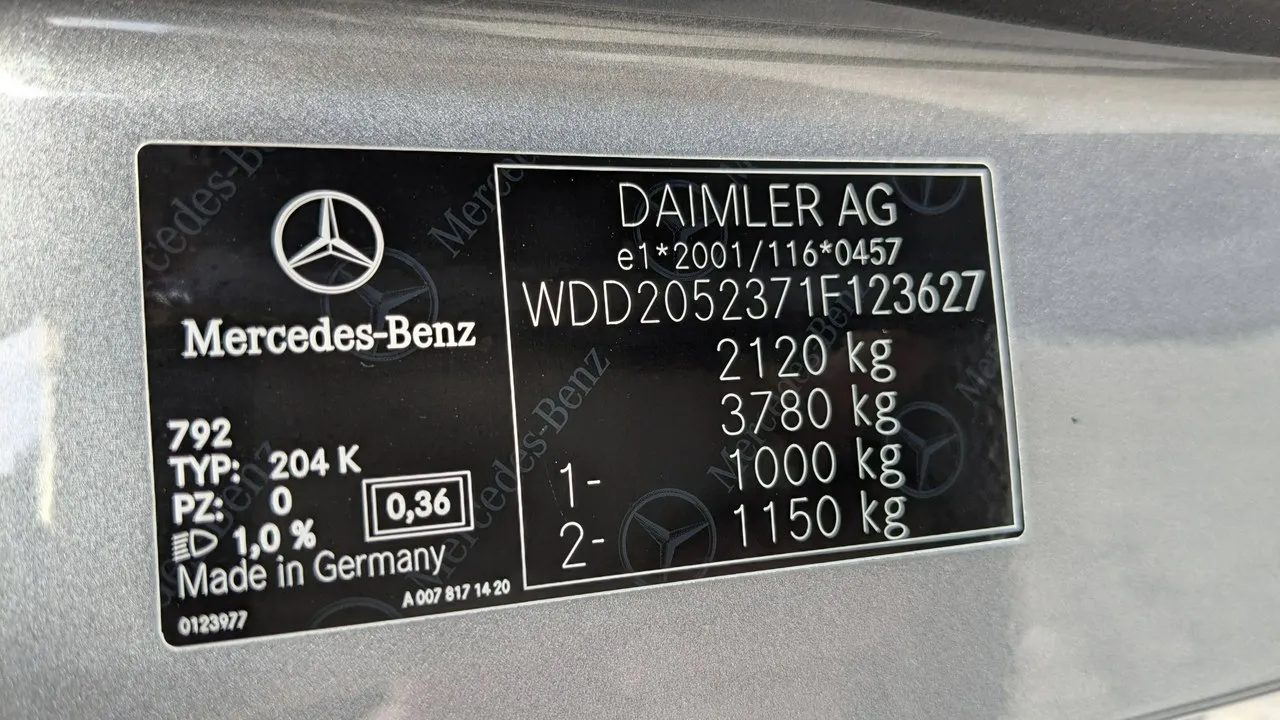 Mercedes-Benz
792
TYP: 204 K
PZ: 0
0,36
1,0 %
Made in Germany
A 007 817 14 20
0123977
DAIMLER AG
e1*2001/116*0457
WDD2052371F123627
2120 kg
3780 kg
1- 1000 kg
2- 1150 kg